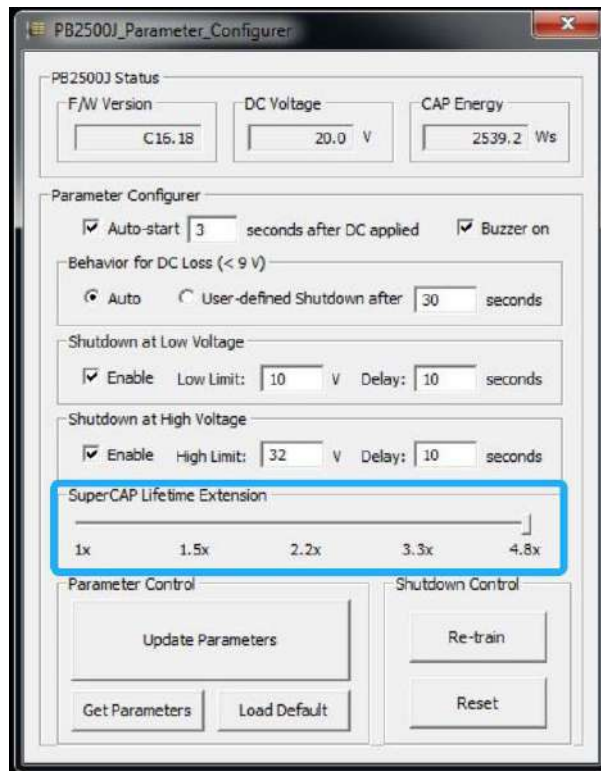 PB2500J_Parameter_Configurer
PB2500J Status
F/W Version DC Voltage CAP Energy
C16.18 20.0 V 2539.2 Ws
Parameter Configurer
Auto-start 3 seconds after DC applied Buzzer on
Behavior for DC Loss (< 9 V)
Auto User-defined Shutdown after 30 seconds
Shutdown at Low Voltage
Enable Low Limit: 10 V Delay: 10 seconds
Shutdown at High Voltage
Enable High Limit: 32 V Delay: 10 seconds
SuperCAP Lifetime Extension
1x 1.5x 2.2x 3.3x 4.8x
Parameter Control Shutdown Control
Update Parameters Re-train
Get Parameters Load Default Reset